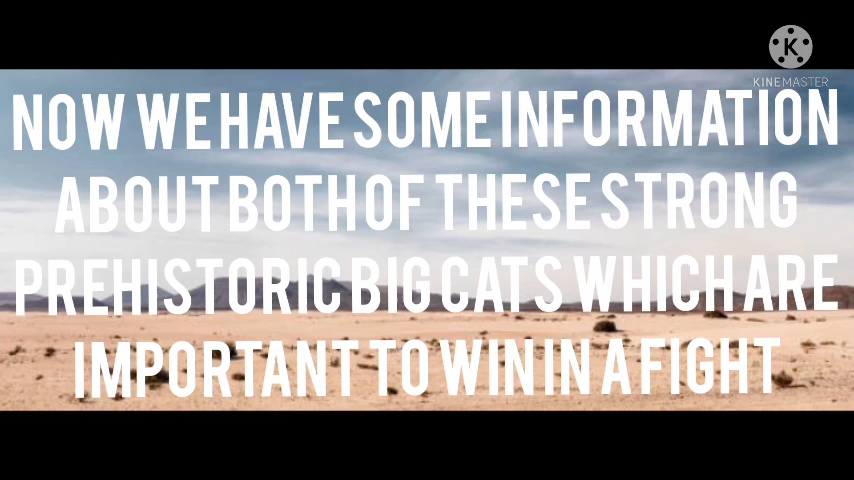 K
KINEMASTER
NOW WE HAVE SOME INFORMATION
ABOUT BOTH OF THESE STRONG
PREHISTORIC BIG CATS WHICH ARE
IMPORTANT TO WIN IN A FIGHT